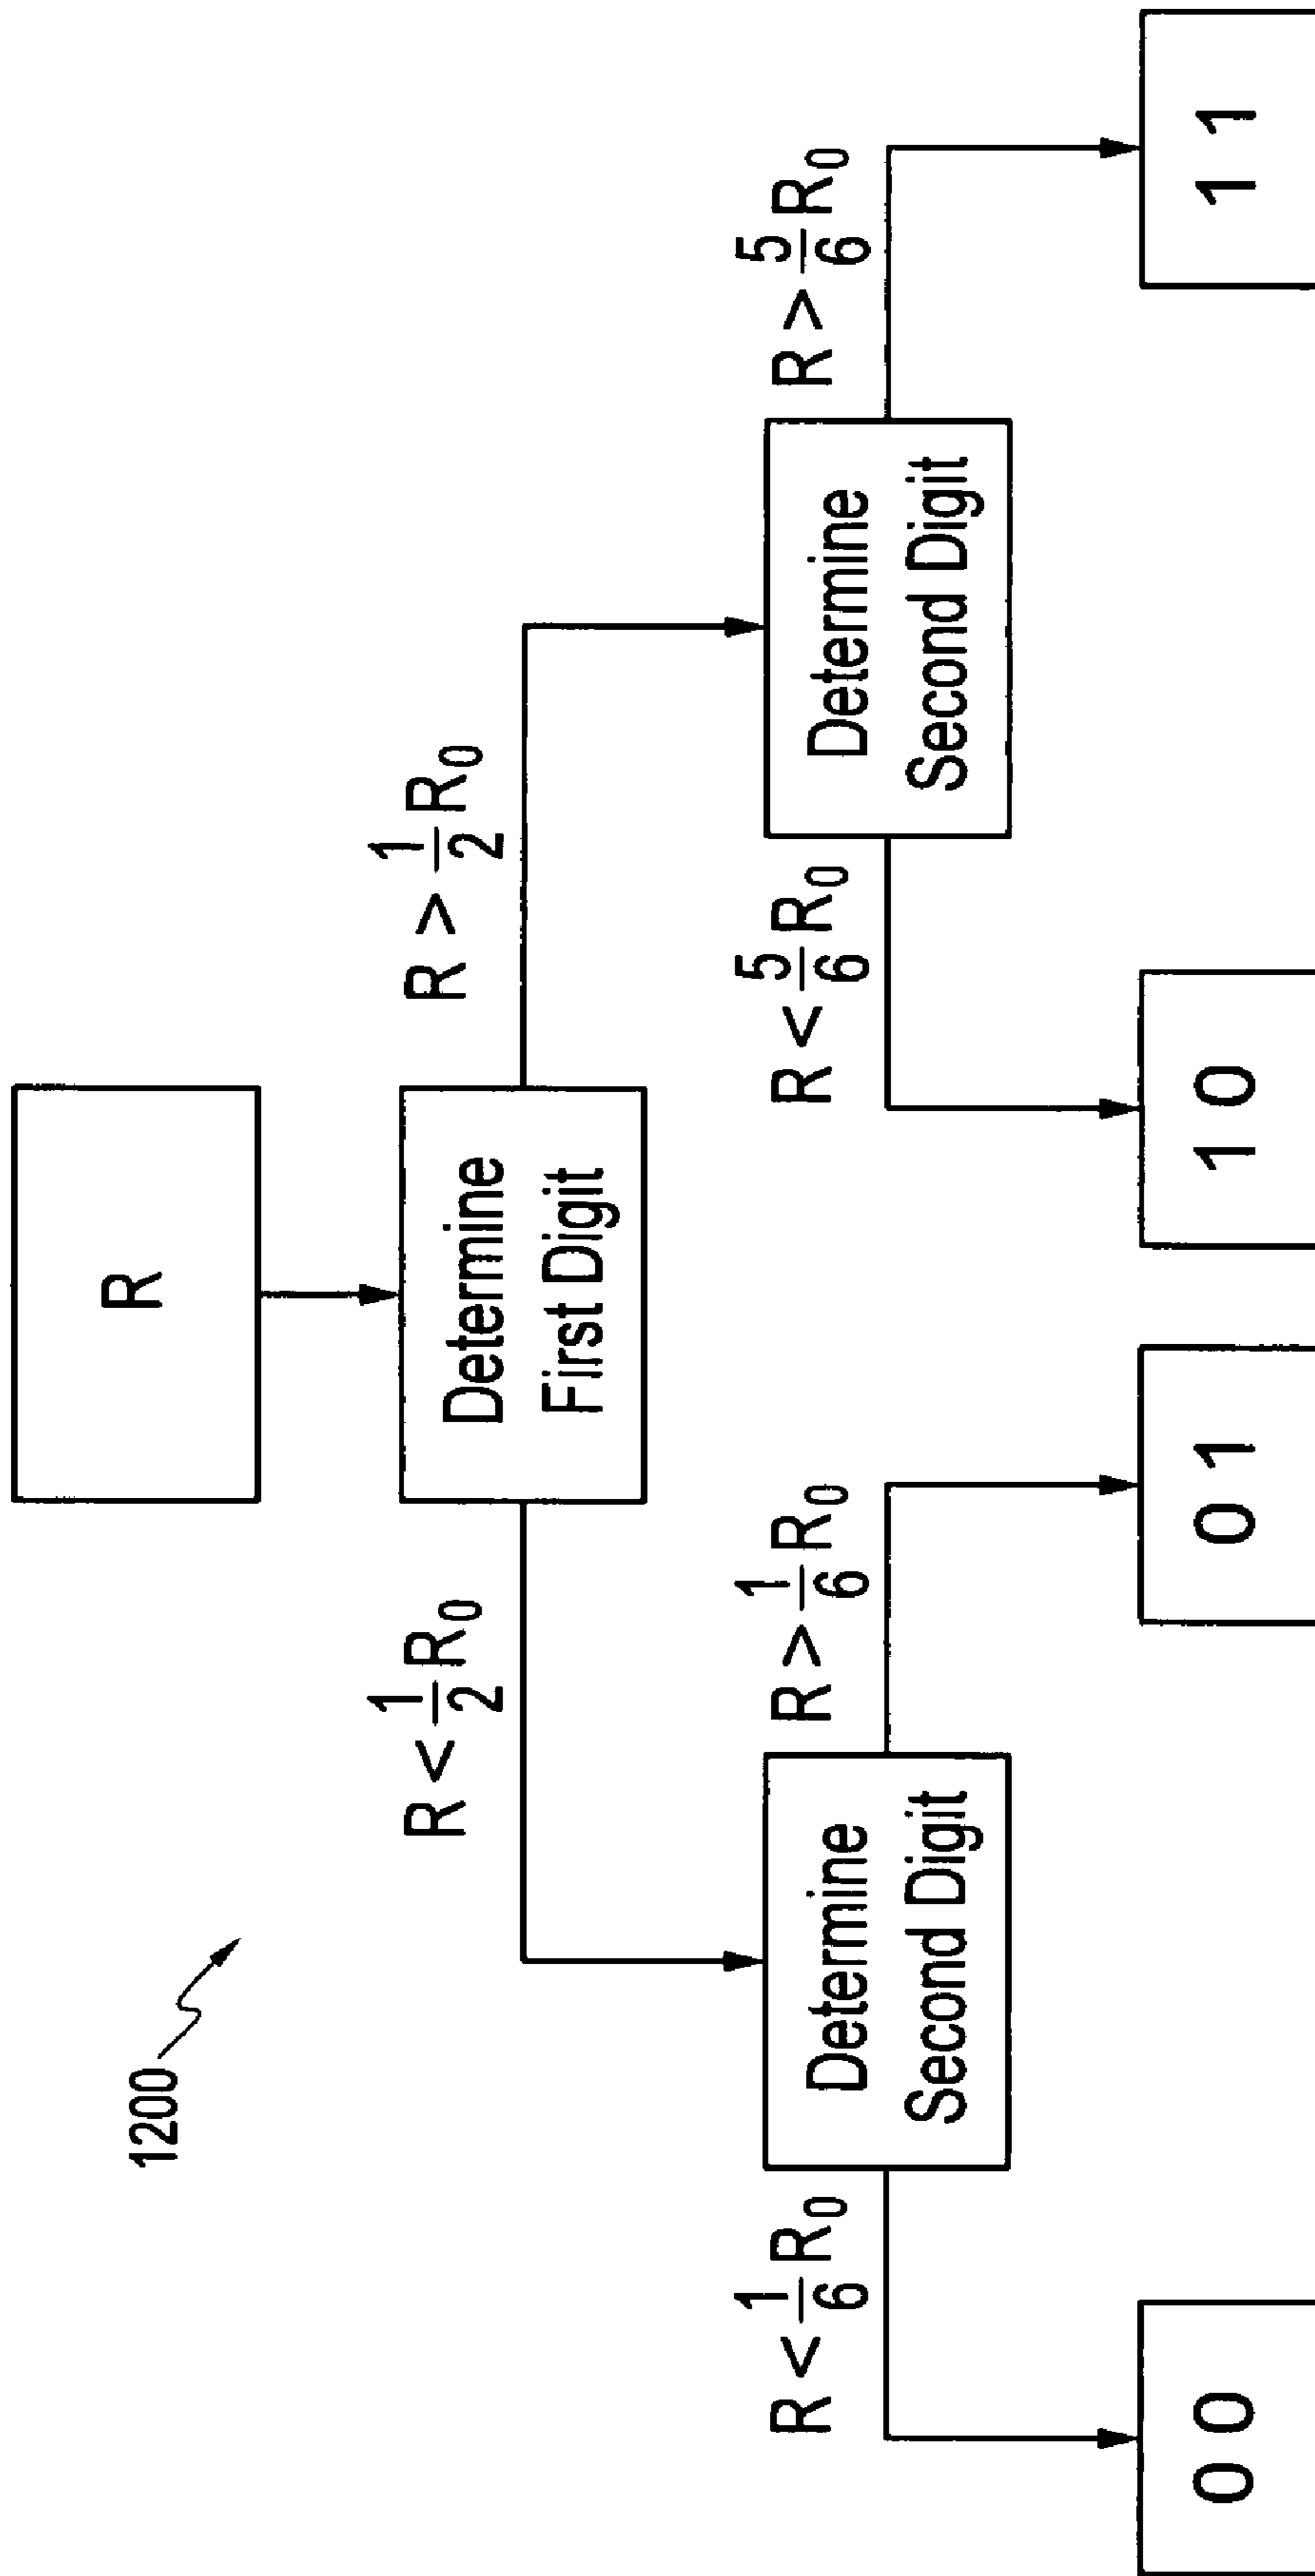 1200
R
Determine
First Digit
R < 1/2 R₀
R > 1/2 R₀
Determine
Second Digit
Determine
Second Digit
R < 1/6 R₀
R > 1/6 R₀
R < 5/6 R₀
R > 5/6 R₀
0 0
0 1
1 0
1 1